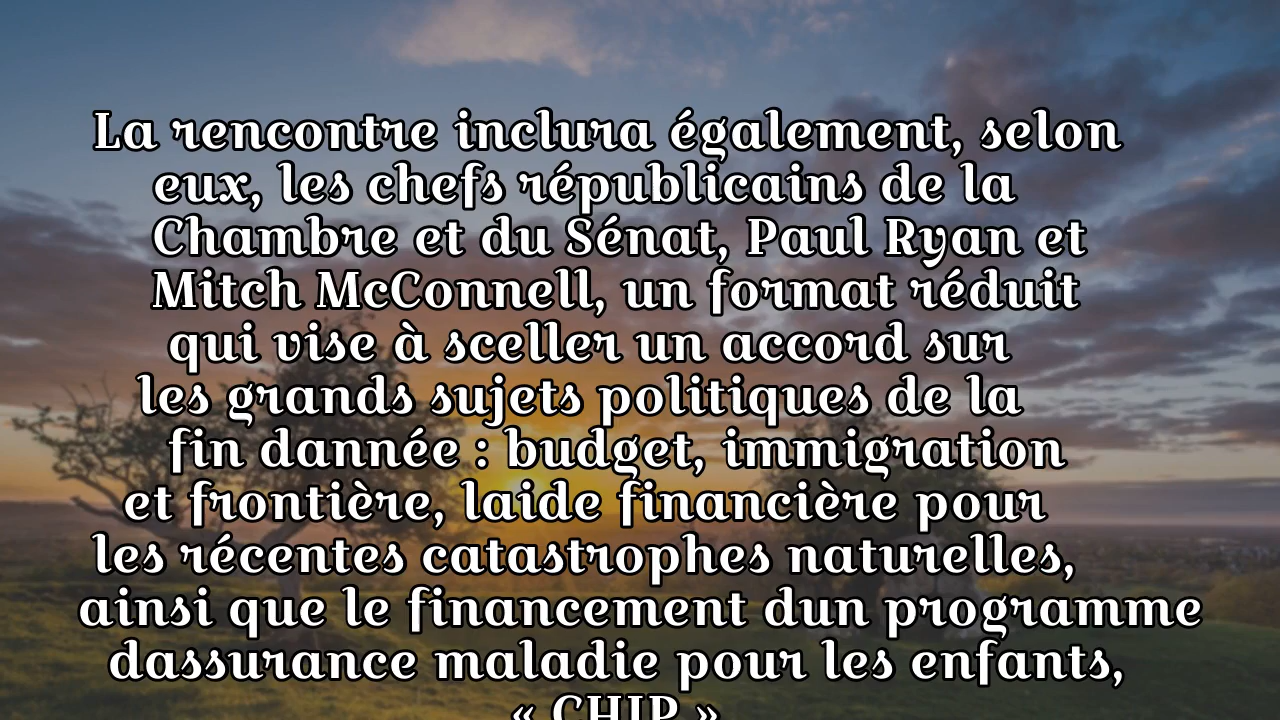 La rencontre inclura également, selon
eux, les chefs républicains de la
Chambre et du Sénat, Paul Ryan et
Mitch McConnell, un format réduit
qui vise à sceller un accord sur
les grands sujets politiques de la
fin dannée : budget, immigration
et frontière, laide financière pour
les récentes catastrophes naturelles,
ainsi que le financement dun programme
dassurance maladie pour les enfants,
« CHIP »